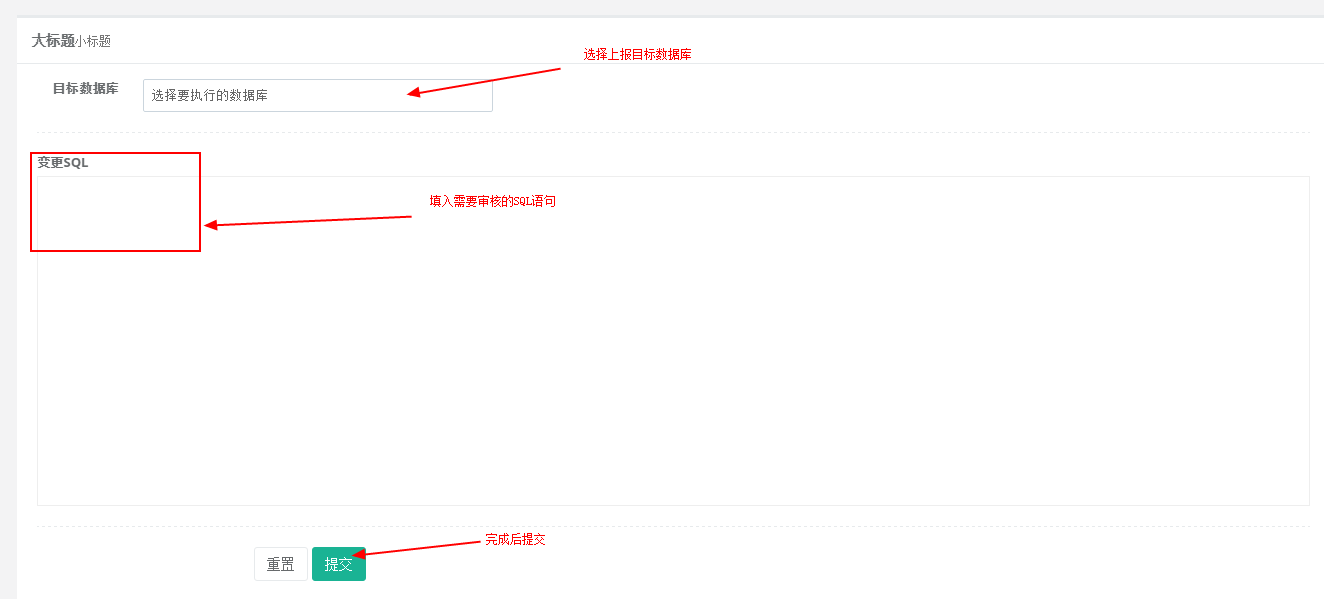 大标题小标题
选择上报目标数据库
目标数据库
选择要执行的数据库
变更SQL
填入需要审核的SQL语句
完成后提交
重置
提交